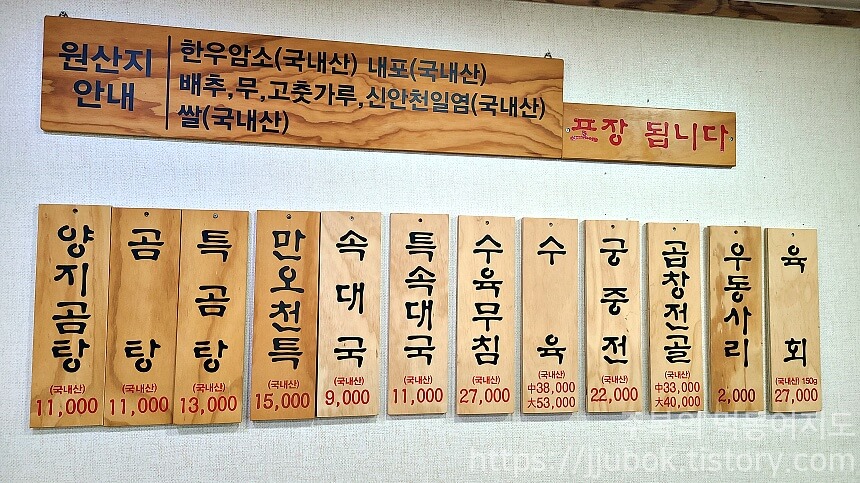 원산지
안내
한우암소(국내산) 내포(국내산)
배추,무,고춧가루,신안천일염(국내산)
쌀(국내산)
포장 됩니다
양지곰탕
(국내산)
11,000
곰탕
(국내산)
11,000
특곰탕
(국내산)
13,000
만오천특
(국내산)
15,000
속대국
(국내산)
9,000
특속대국
(국내산)
11,000
수육무침
(국내산)
27,000
수육
(국내산)
中38,000
大53,000
궁중전
(국내산)
22,000
곱창전골
(국내산)
中33,000
大40,000
우동사리
2,000
육회
(국내산) 150g
27,000
https://jjubok.tistory.com